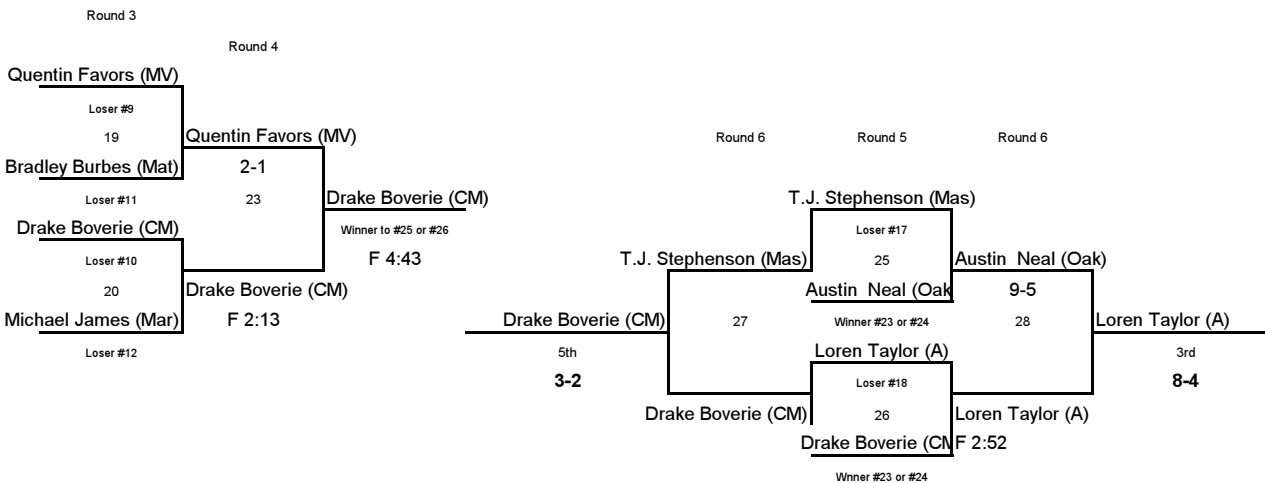 Round 3
Round 4
Quentin Favors (MV)
Loser #9
19
Quentin Favors (MV)
Round 6
Round 5
Round 6
Bradley Burbes (Mat)
2-1
Loser #11
23
Drake Boverie (CM)
T.J. Stephenson (Mas)
Drake Boverie (CM)
Winner to #25 or #26
Loser #17
Loser #10
F 4:43
T.J. Stephenson (Mas)
25
Austin Neal (Oak)
20
Drake Boverie (CM)
Austin Neal (Oak
9-5
Michael James (Mar)
F 2:13
Drake Boverie (CM)
27
Winner #23 or #24
28
Loren Taylor (A)
Loser #12
5th
Loren Taylor (A)
3rd
3-2
Loser #18
8-4
Drake Boverie (CM)
26
Loren Taylor (A)
Drake Boverie (CM
F 2:52
Wnner #23 or #24